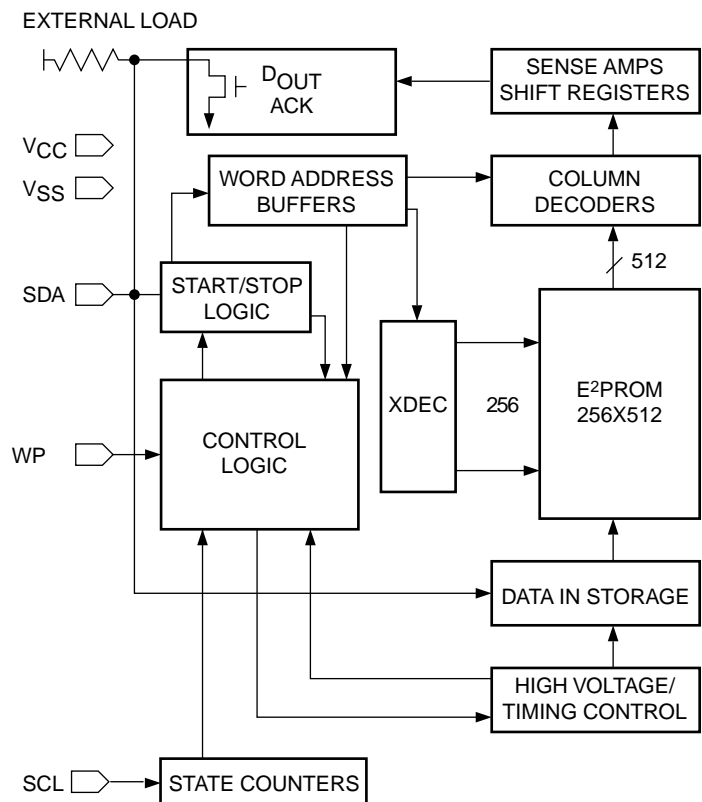 EXTERNAL LOAD
DOUT
ACK
SENSE AMPS
SHIFT REGISTERS
VCC
VSS
WORD ADDRESS
BUFFERS
COLUMN
DECODERS
512
SDA
START/STOP
LOGIC
XDEC
256
E²PROM
256X512
WP
CONTROL
LOGIC
DATA IN STORAGE
HIGH VOLTAGE/
TIMING CONTROL
SCL
STATE COUNTERS